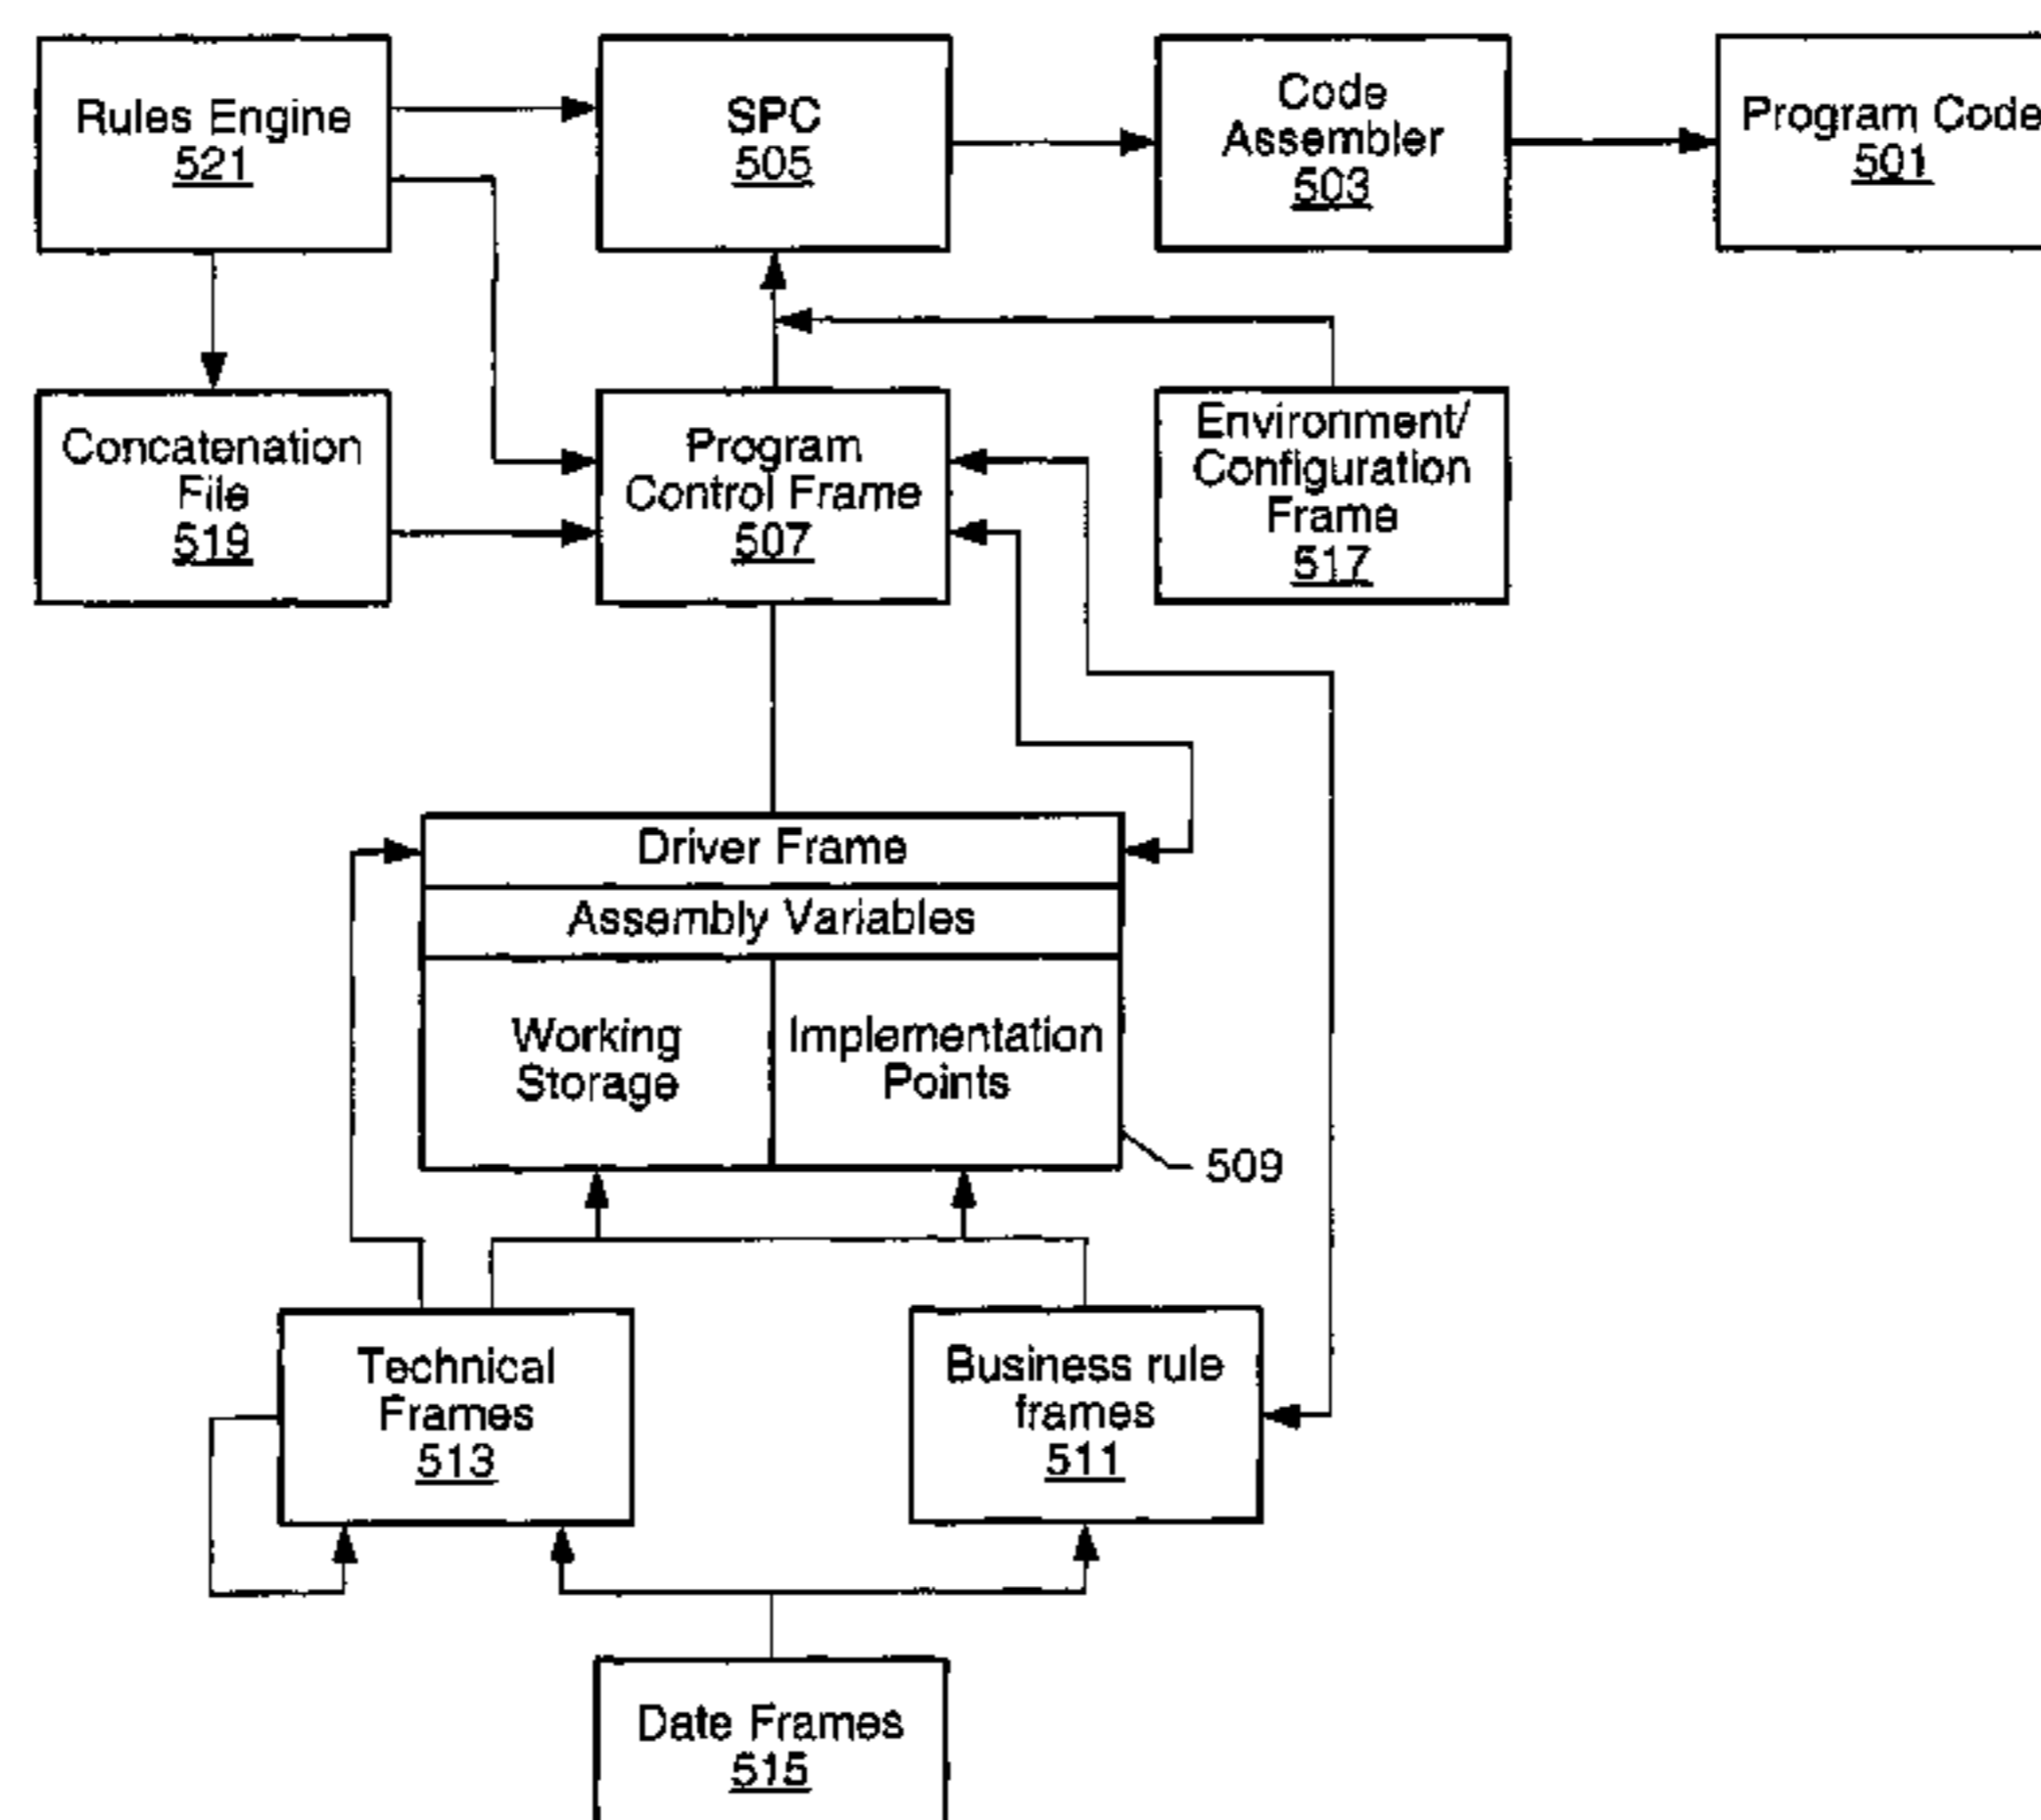 Rules Engine
521
SPC
505
Code
Assembler
503
Program Code
501
Concatenation
File
519
Program
Control Frame
507
Environment/
Configuration
Frame
517
Driver Frame
Assembly Variables
Working
Storage
Implementation
Points
509
Technical
Frames
513
Business rule
frames
511
Date Frames
515